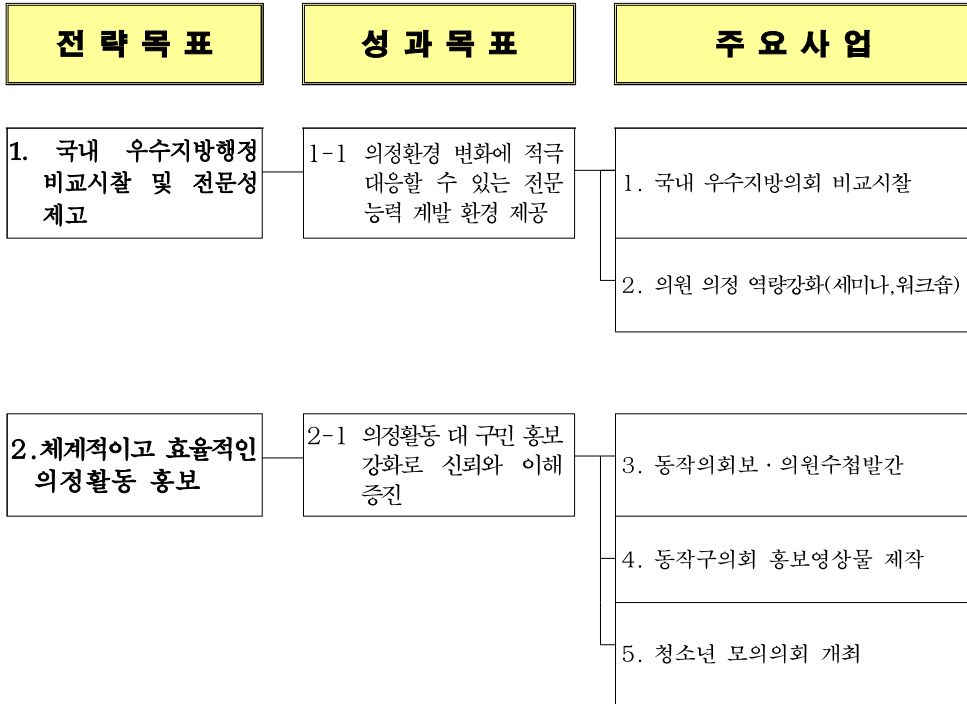 전 략 목 표
성 과 목 표
주 요 사 업
1. 국내 우수지방행정
비교시찰 및 전문성
제고
1-1 의정환경 변화에 적극
대응할 수 있는 전문
능력 계발 환경 제공
1. 국내 우수지방의회 비교시찰
2. 의원 의정 역량강화(세미나,워크숍)
2.체계적이고 효율적인
의정활동 홍보
2-1 의정활동 대 구민 홍보
강화로 신뢰와 이해
증진
3. 동작의회보·의원수첩발간
4. 동작구의회 홍보영상물 제작
5. 청소년 모의의회 개최